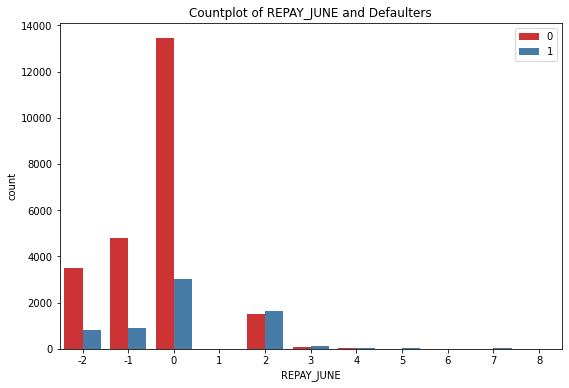 Countplot of REPAY_JUNE and Defaulters
14000
12000
10000
8000
6000
4000
2000
0
count
0
1
-2 -1 0 1 2 3 4 5 6 7 8
REPAY_JUNE